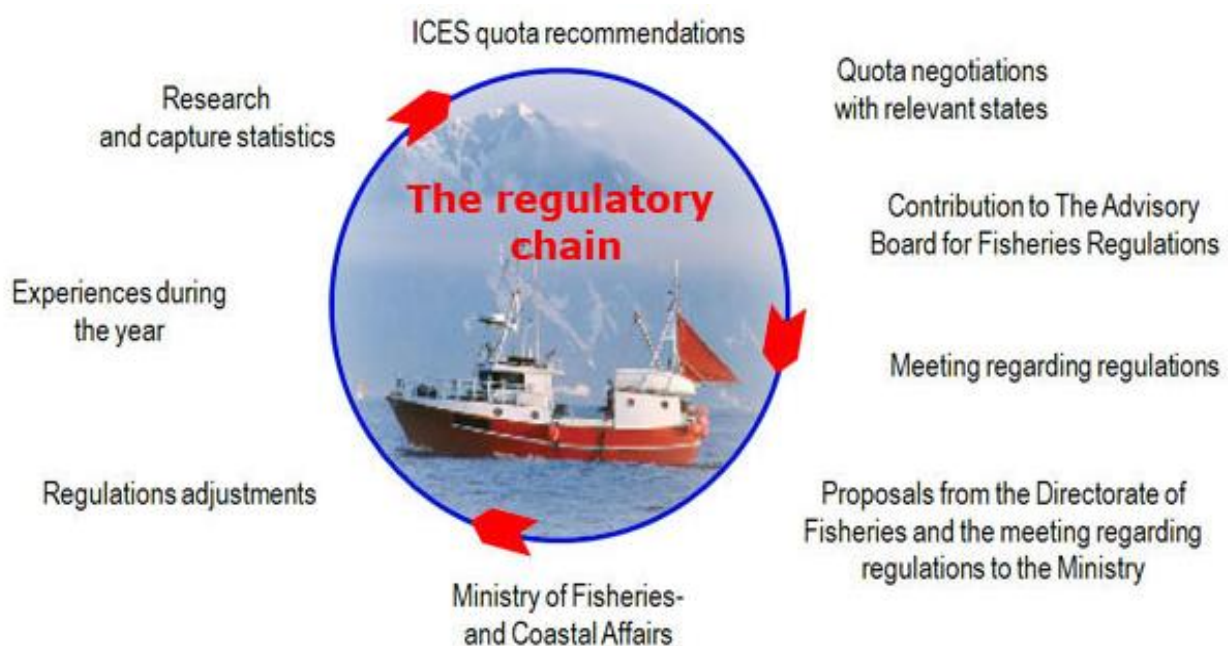 ICES quota recommendations
Quota negotiations
with relevant states
Contribution to The Advisory
Board for Fisheries Regulations
Meeting regarding regulations
Proposals from the Directorate of
Fisheries and the meeting regarding
regulations to the Ministry
Ministry of Fisheries-
and Coastal Affairs
Regulations adjustments
Experiences during
the year
Research
and capture statistics
The regulatory
chain